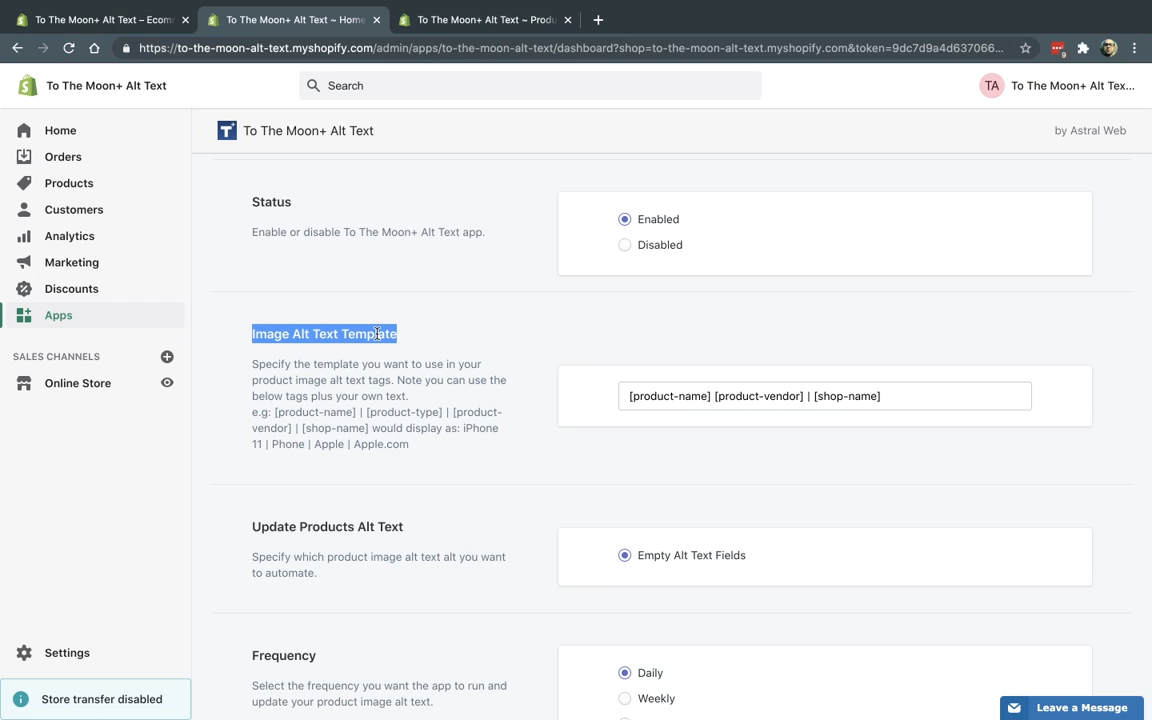 To The Moon+ Alt Text – Ecom
To The Moon+ Alt Text ~ Home
To The Moon+ Alt Text ~ Produ
https://to-the-moon-alt-text.myshopify.com/admin/apps/to-the-moon-alt-text/dashboard?shop=to-the-moon-alt-text.myshopify.com&token=9dc7d9a4d637066...
9
To The Moon+ Alt Text
Search
TA
To The Moon+ Alt Tex...
Home
Orders
Products
Customers
Analytics
Marketing
Discounts
Apps
SALES CHANNELS
Online Store
Settings
Store transfer disabled
To The Moon+ Alt Text
by Astral Web
Status
Enable or disable To The Moon+ Alt Text app.
Enabled
Disabled
Image Alt Text Template
Specify the template you want to use in your
product image alt text tags. Note you can use the
below tags plus your own text.
e.g: [product-name] | [product-type] | [product-
vendor] | [shop-name] would display as: iPhone
11 | Phone | Apple | Apple.com
[product-name] [product-vendor] | [shop-name]
Update Products Alt Text
Specify which product image alt text alt you want
to automate.
Empty Alt Text Fields
Frequency
Select the frequency you want the app to run and
update your product image alt text.
Daily
Weekly
Leave a Message